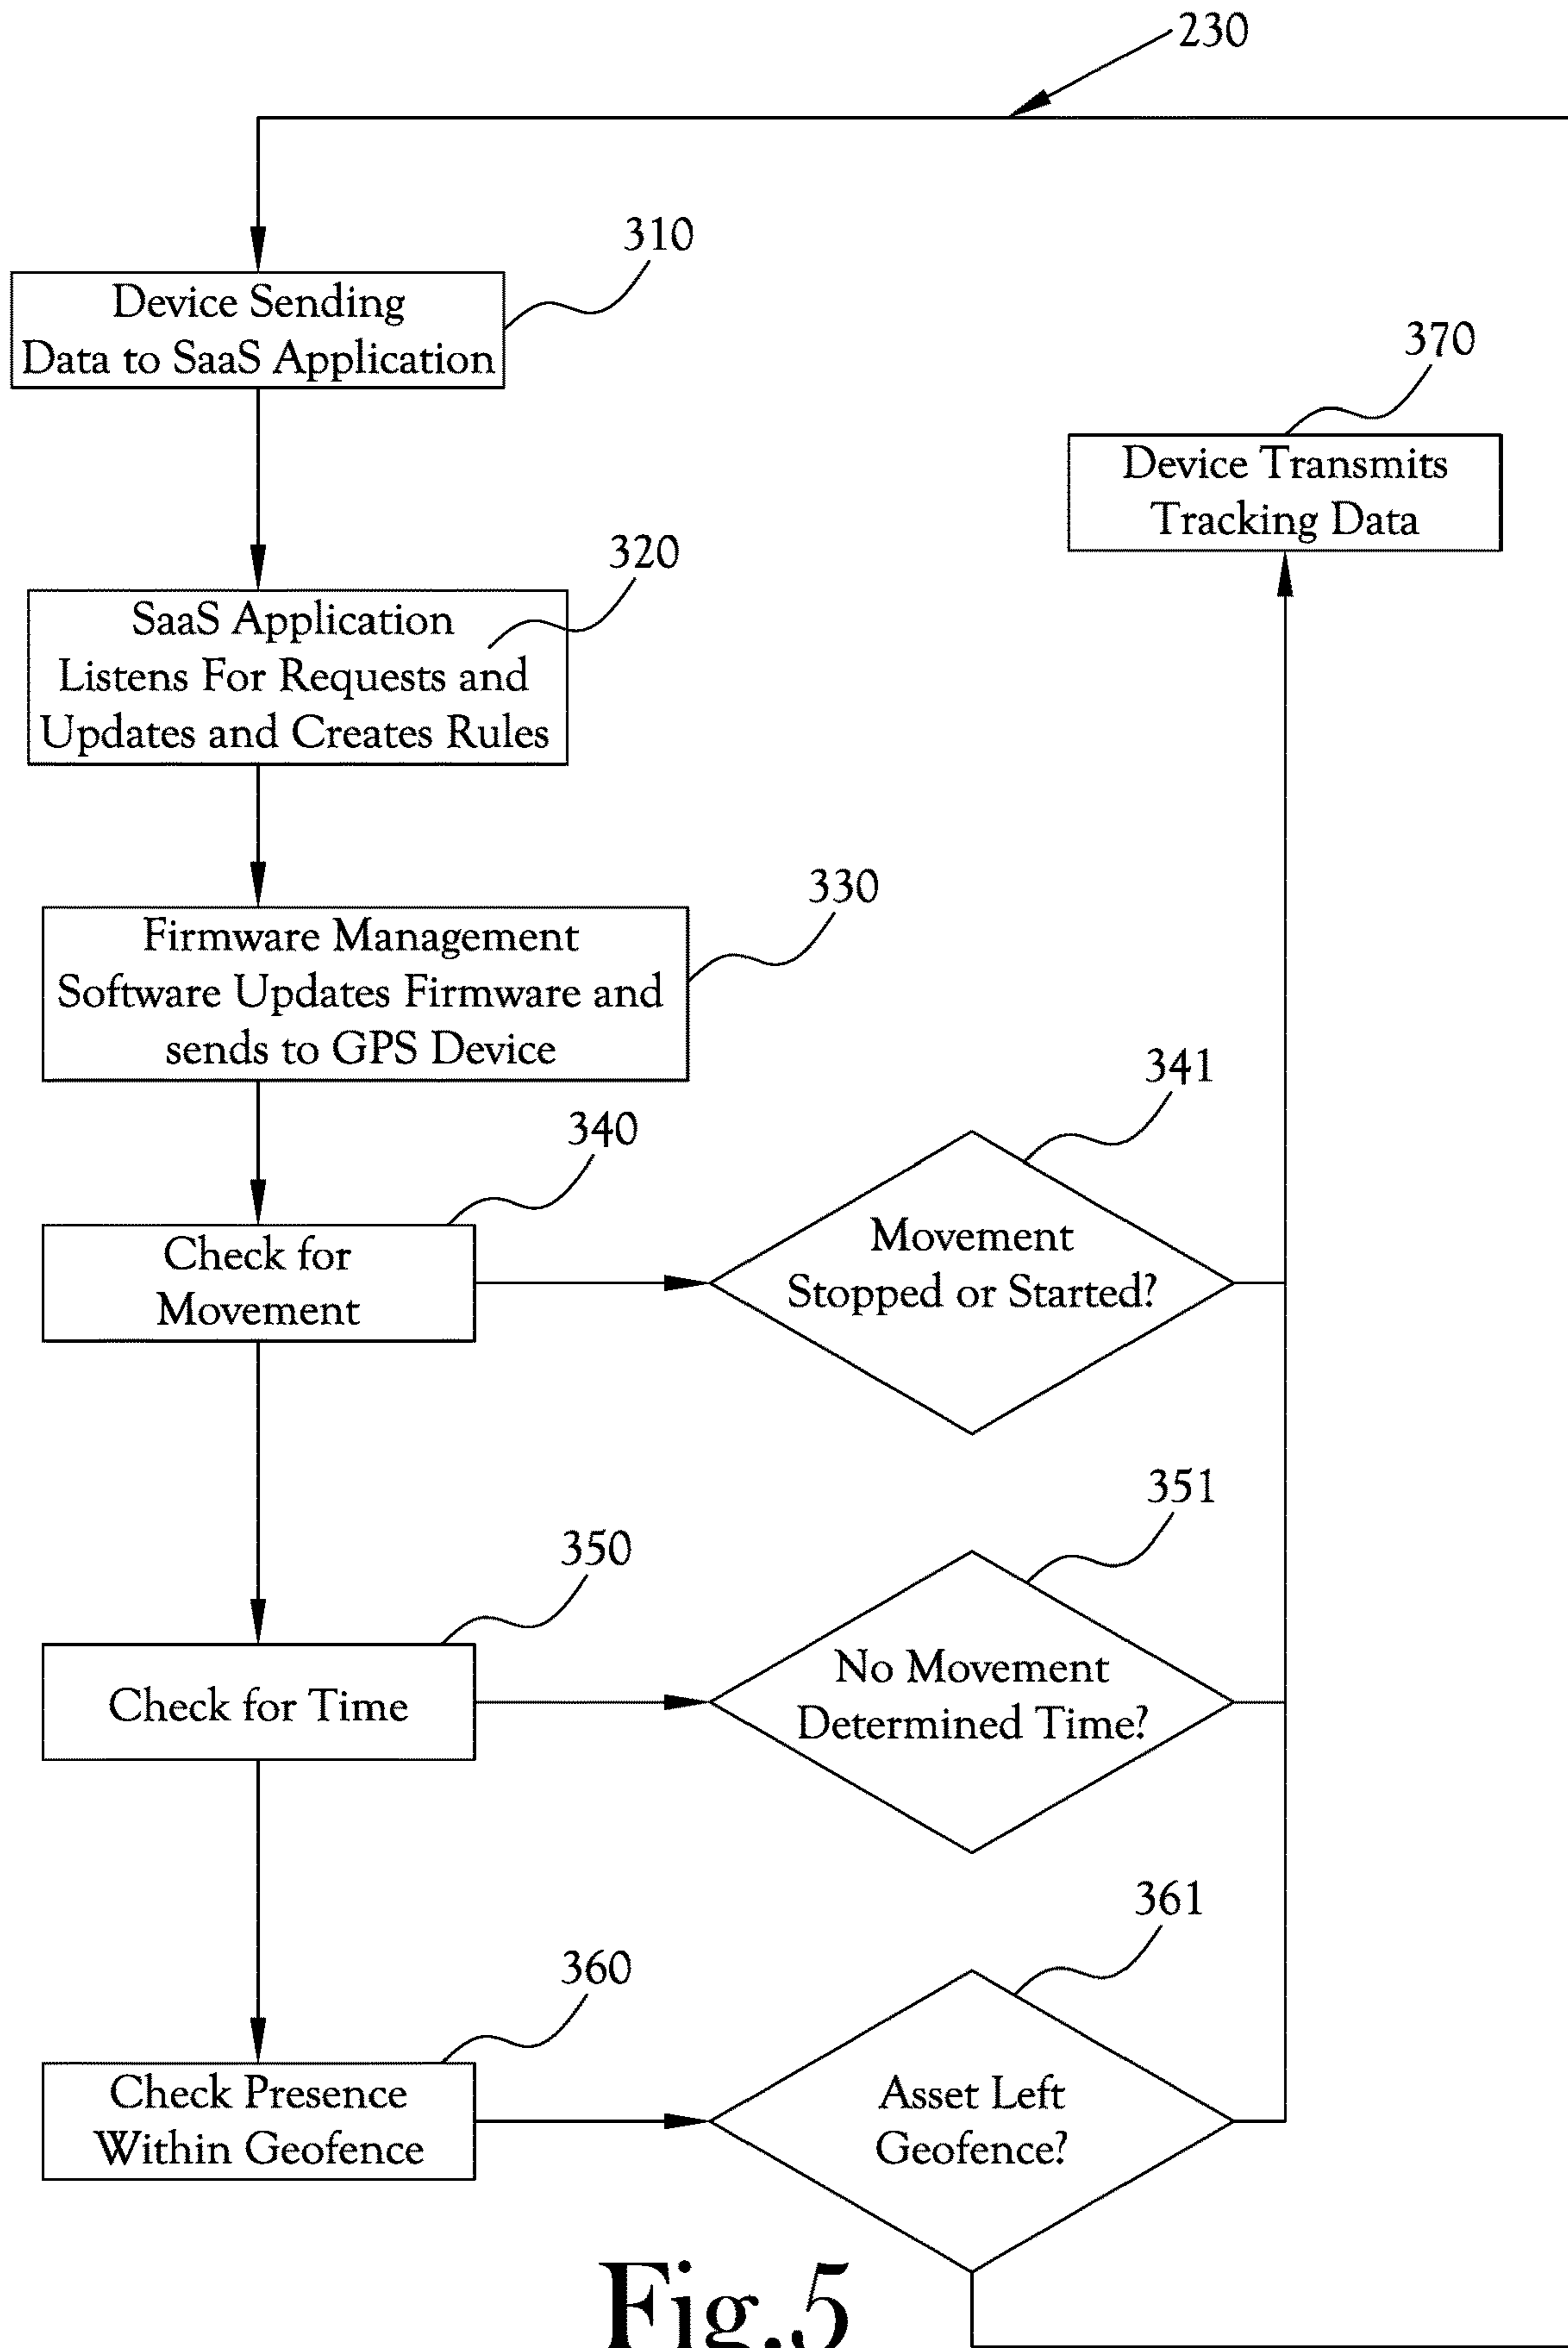 230
310
Device Sending
Data to SaaS Application
370
Device Transmits
Tracking Data
320
SaaS Application
Listens For Requests and
Updates and Creates Rules
330
Firmware Management
Software Updates Firmware and
sends to GPS Device
340
Check for
Movement
341
Movement
Stopped or Started?
350
Check for Time
351
No Movement
Determined Time?
360
Check Presence
Within Geofence
361
Asset Left
Geofence?
Fig.5